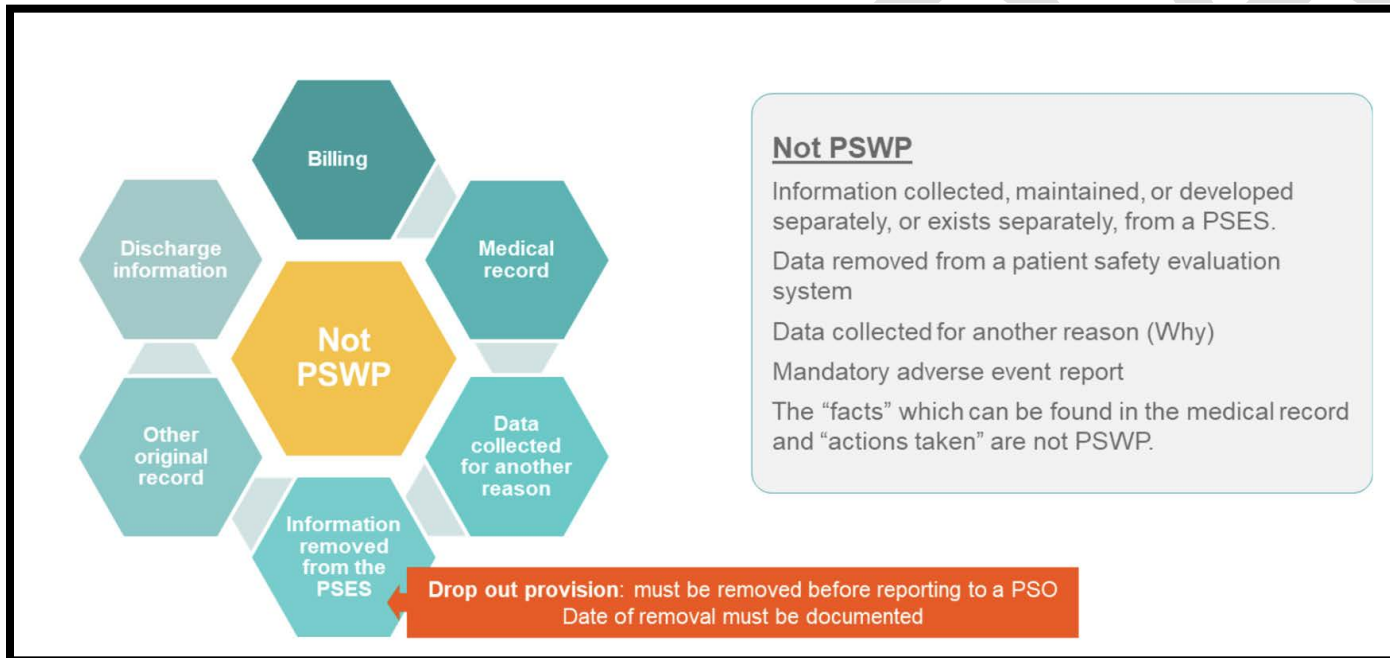 Billing
Medical
record
Data
collected
for another
reason
Information
removed
from the
PSES
Other
original
record
Discharge
information
Not
PSWP
Drop out provision: must be removed before reporting to a PSO
Date of removal must be documented
Not PSWP
Information collected, maintained, or developed
separately, or exists separately, from a PSES.
Data removed from a patient safety evaluation
system
Data collected for another reason (Why)
Mandatory adverse event report
The “facts” which can be found in the medical record
and “actions taken” are not PSWP.